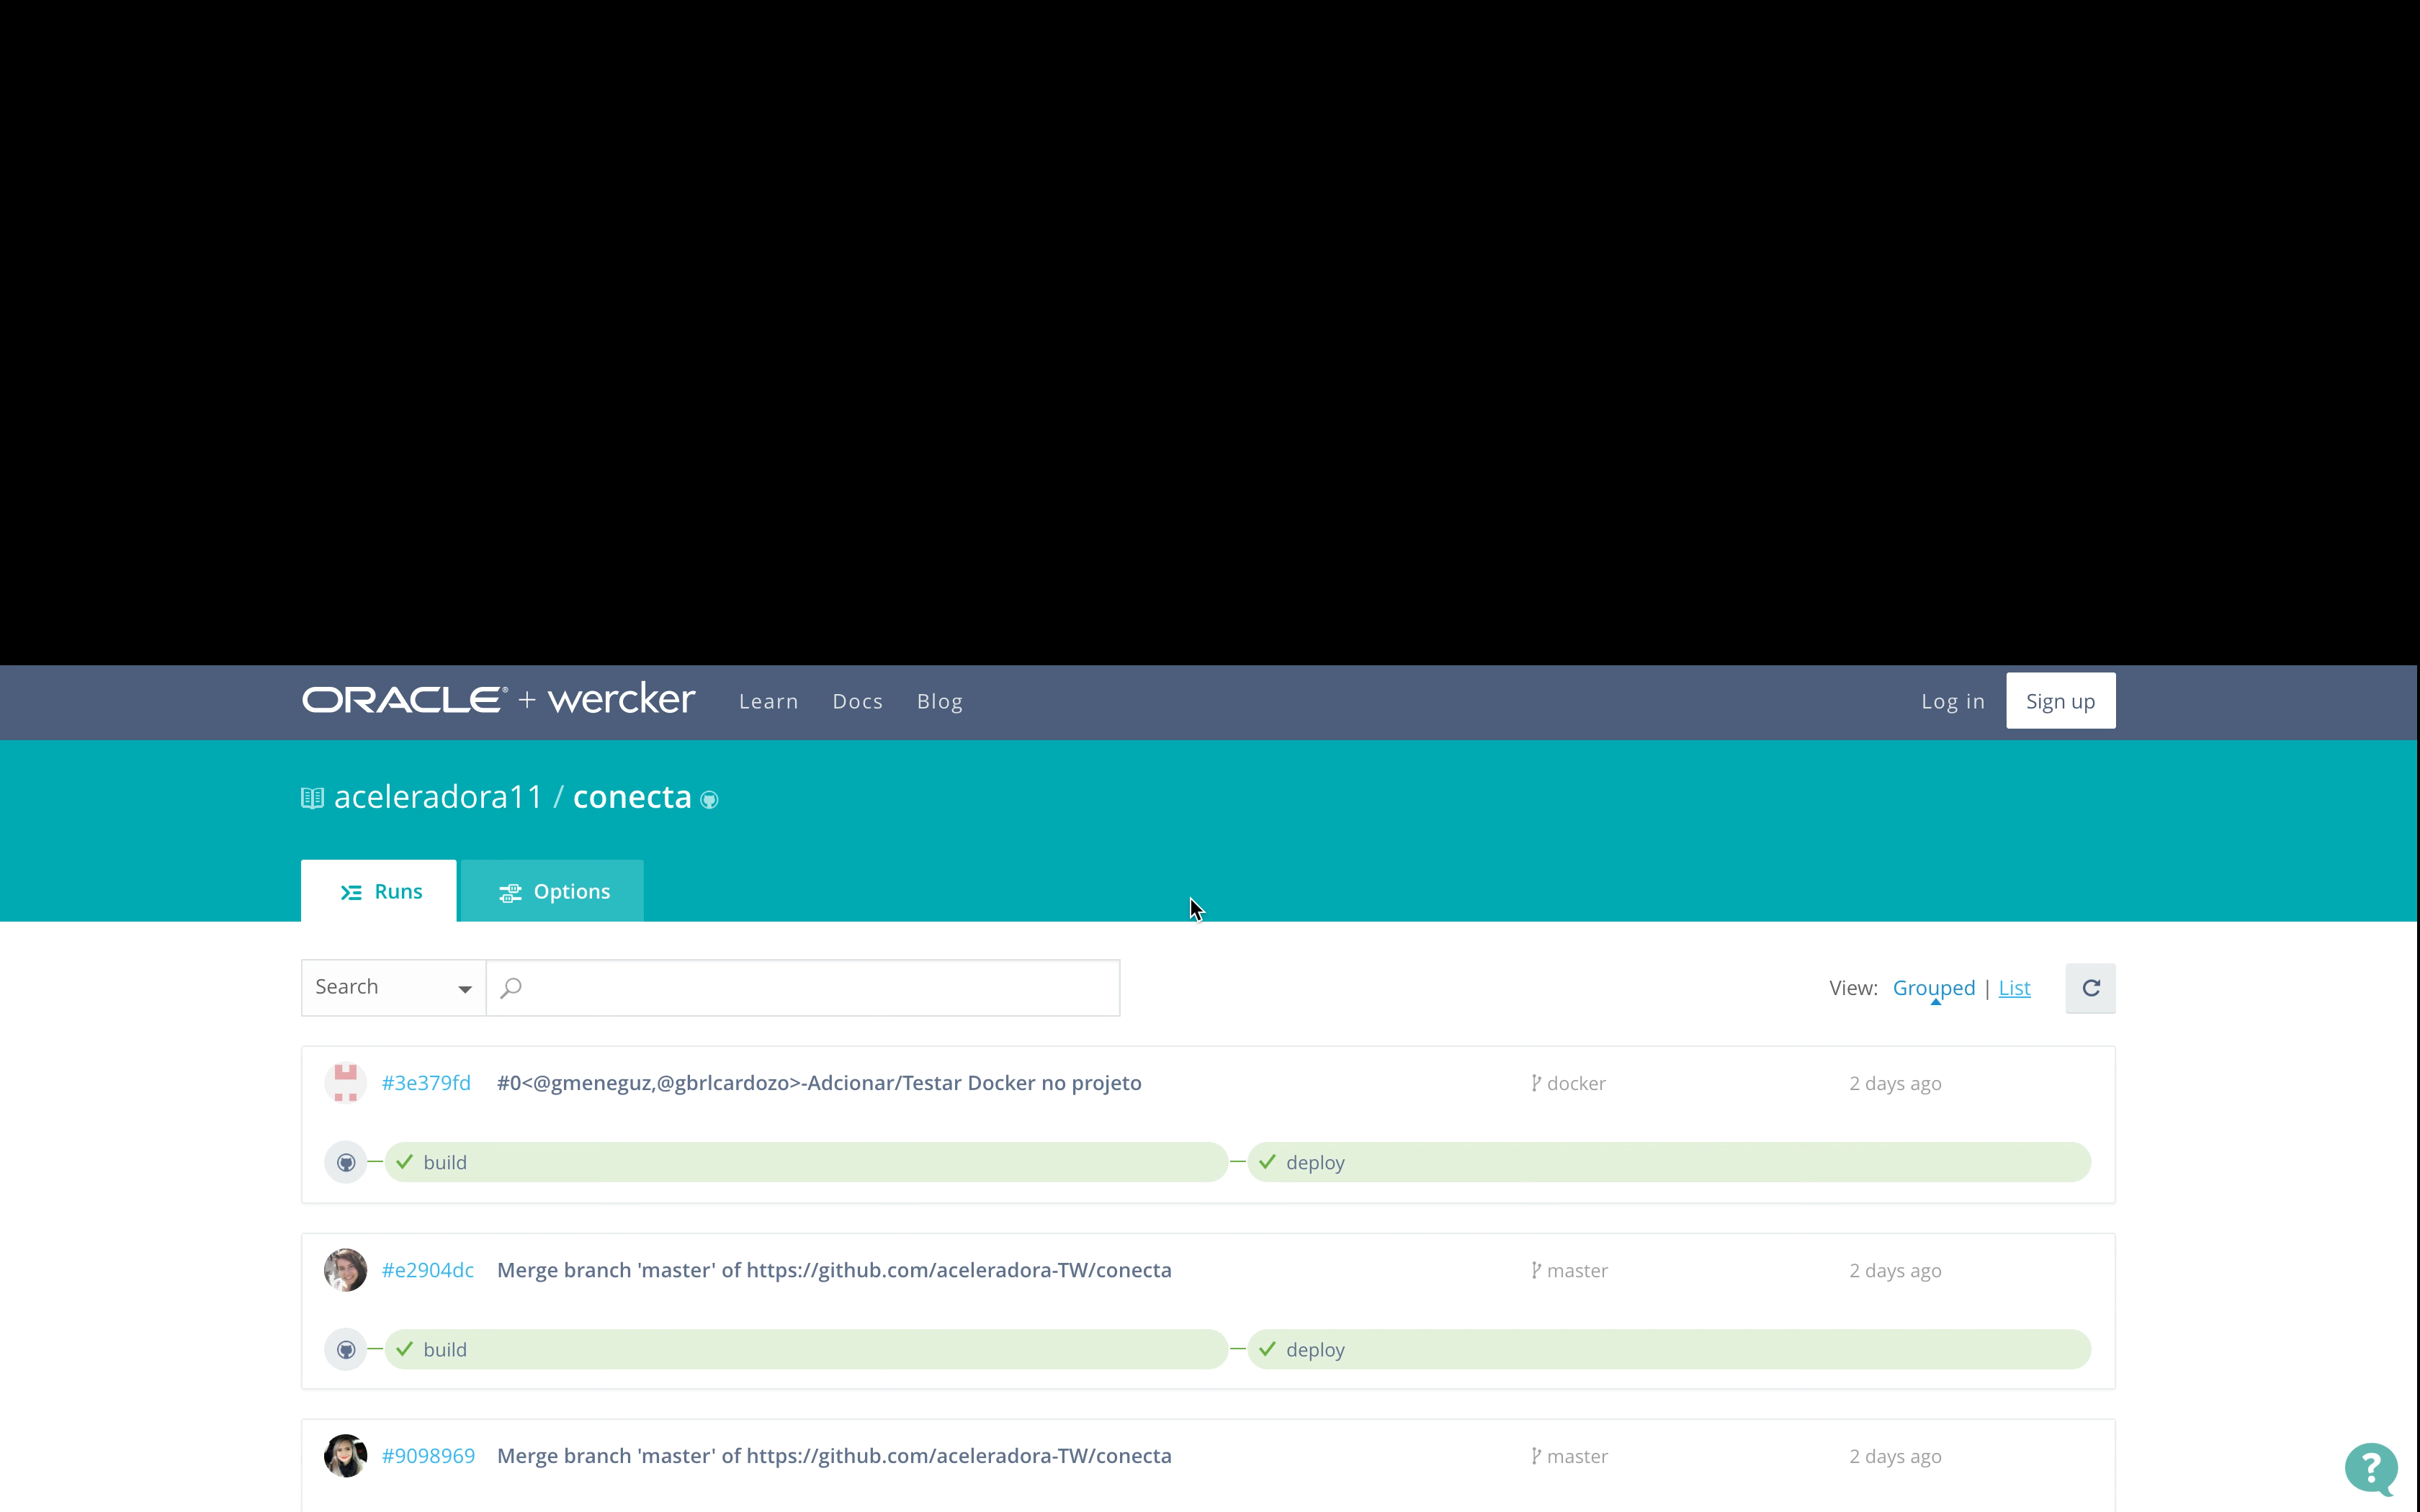 ORACLE® + wercker Learn Docs Blog Log in Sign up
aceleradora11 / conecta
Runs Options
Search View: Grouped | List
#3e379fd #0<@gmeneguz,@gbrlcardozo>-Adcionar/Testar Docker no projeto docker 2 days ago
build deploy
#e2904dc Merge branch 'master' of https://github.com/aceleradora-TW/conecta master 2 days ago
build deploy
#9098969 Merge branch 'master' of https://github.com/aceleradora-TW/conecta master 2 days ago
?